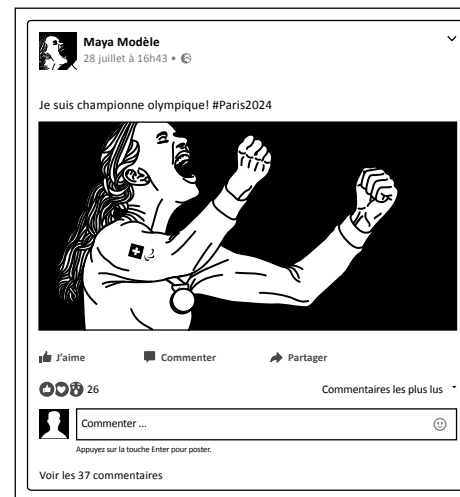 Maya Modèle
28 juillet à 16h43 •
Je suis championne olympique! #Paris2024
J'aime
Commenter
Partager
26
Commentaires les plus lus
Commenter ...
Appuyez sur la touche Enter pour poster.
Voir les 37 commentaires